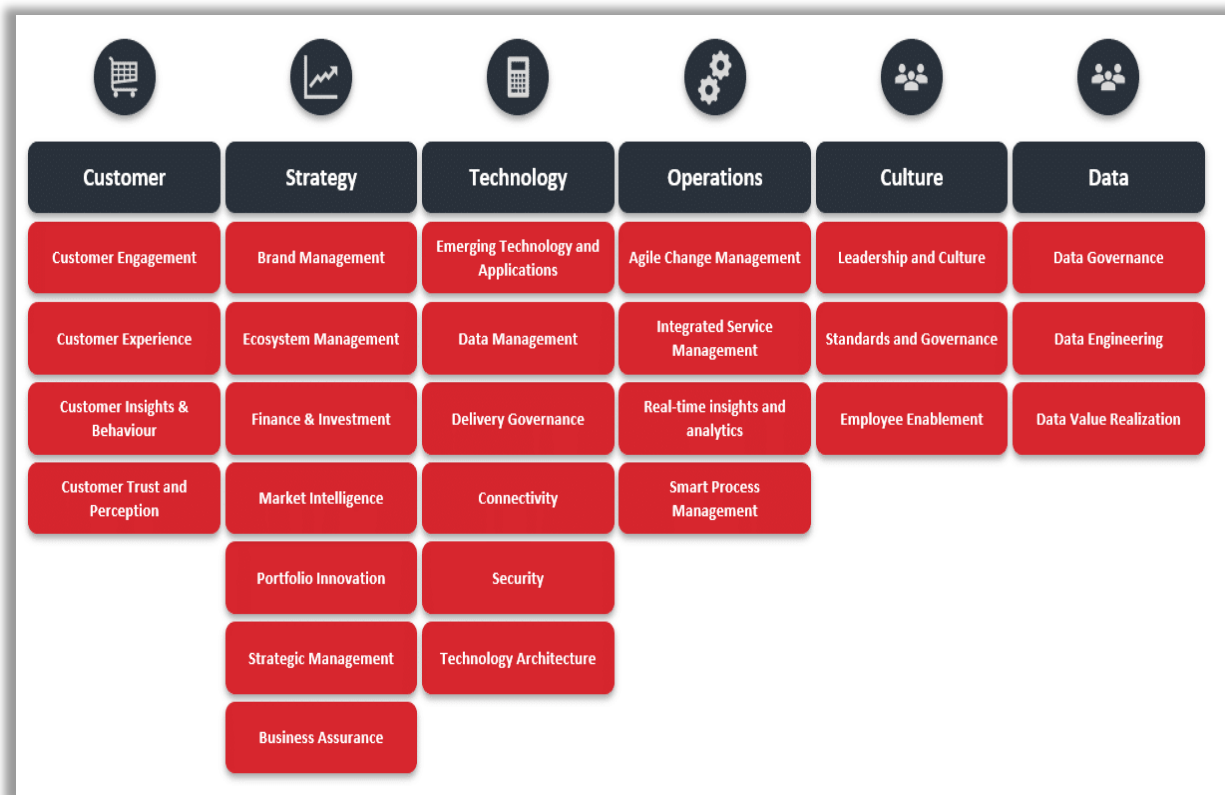 Customer
Strategy
Technology
Operations
Culture
Data
Customer Engagement
Brand Management
Emerging Technology and
Applications
Agile Change Management
Leadership and Culture
Data Governance
Customer Experience
Ecosystem Management
Data Management
Integrated Service
Management
Standards and Governance
Data Engineering
Customer Insights &
Behaviour
Finance & Investment
Delivery Governance
Real-time insights and
analytics
Employee Enablement
Data Value Realization
Customer Trust and
Perception
Market Intelligence
Connectivity
Smart Process
Management
Portfolio Innovation
Security
Strategic Management
Technology Architecture
Business Assurance